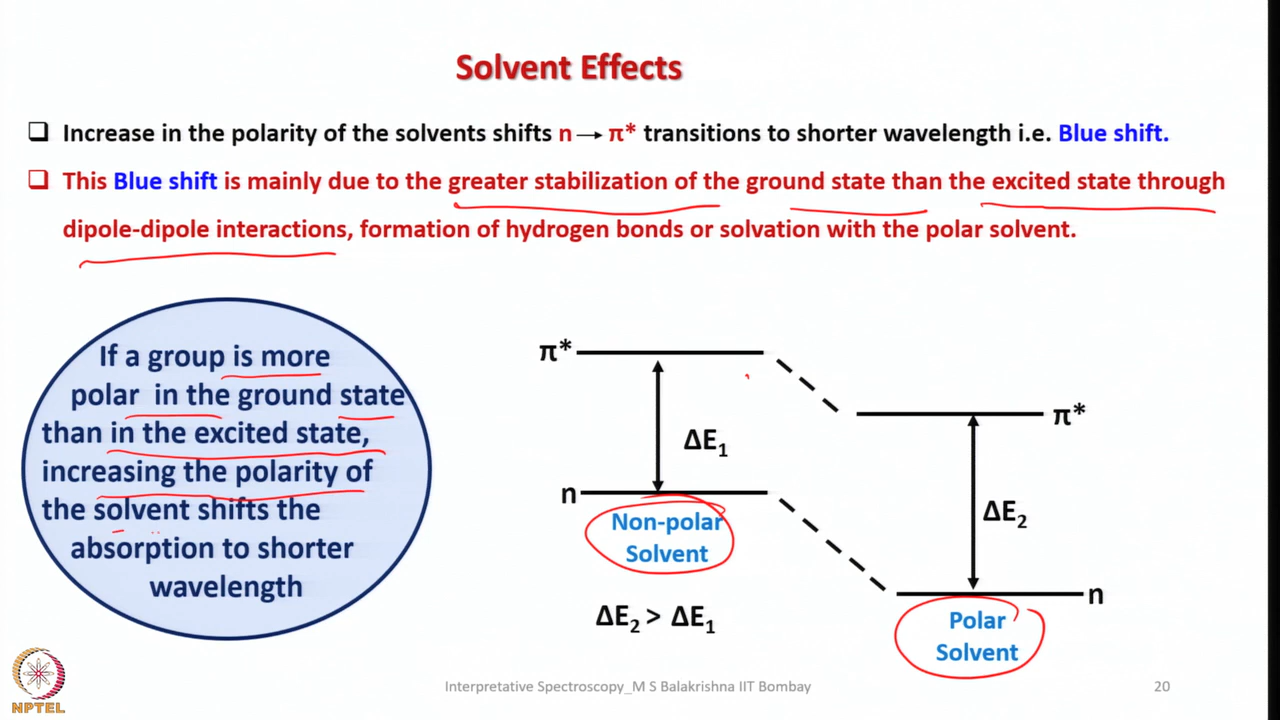 Solvent Effects
Increase in the polarity of the solvents shifts n → π* transitions to shorter wavelength i.e. Blue shift.
This Blue shift is mainly due to the greater stabilization of the ground state than the excited state through
dipole-dipole interactions, formation of hydrogen bonds or solvation with the polar solvent.
If a group is more
polar in the ground state
than in the excited state,
increasing the polarity of
the solvent shifts the
absorption to shorter
wavelength
π*
ΔE₁
n
Non-polar
Solvent
π*
ΔE₂
n
Polar
Solvent
ΔE₂ > ΔE₁
NPTEL
Interpretative Spectroscopy_M S Balakrishna IIT Bombay
20